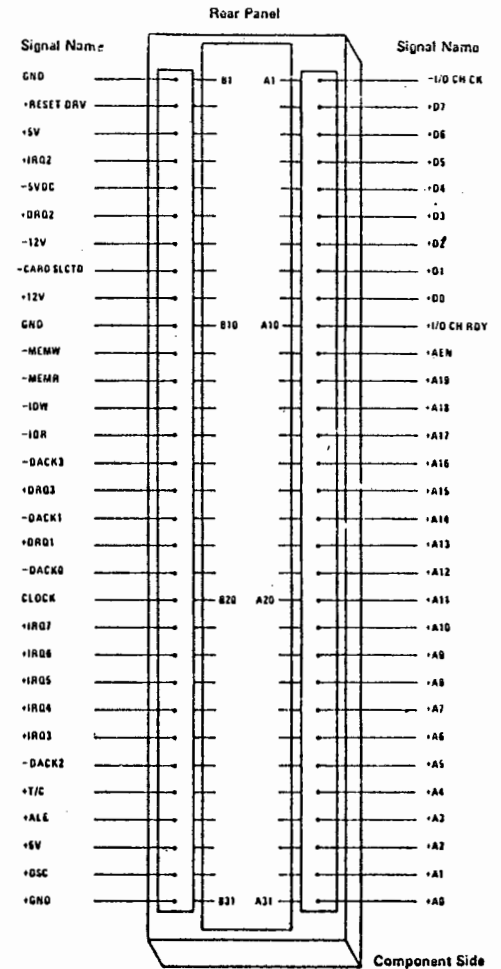 Rear Panel
Signal Name Signal Name
GND B1 A1 -I/O CH CK
+RESET DRV +D7
+5V +D6
+IRQ2 +D5
-5VDC +D4
+DRQ2 +D3
-12V +D2
-CARD SLCTD +D1
+12V +D0
GND B10 A10 +I/O CH RDY
-MEMW +AEN
-MEMR +A19
-IOW +A18
-IOR +A17
-DACK3 +A16
+DRQ3 +A15
-DACK1 +A14
+DRQ1 +A13
-DACK0 +A12
CLOCK B20 A20 +A11
+IRQ7 +A10
+IRQ6 +A9
+IRQ5 +A8
+IRQ4 +A7
+IRQ3 +A6
-DACK2 +A5
+T/C +A4
+ALE +A3
+5V +A2
+OSC +A1
+GND B31 A31 +A0
Component Side